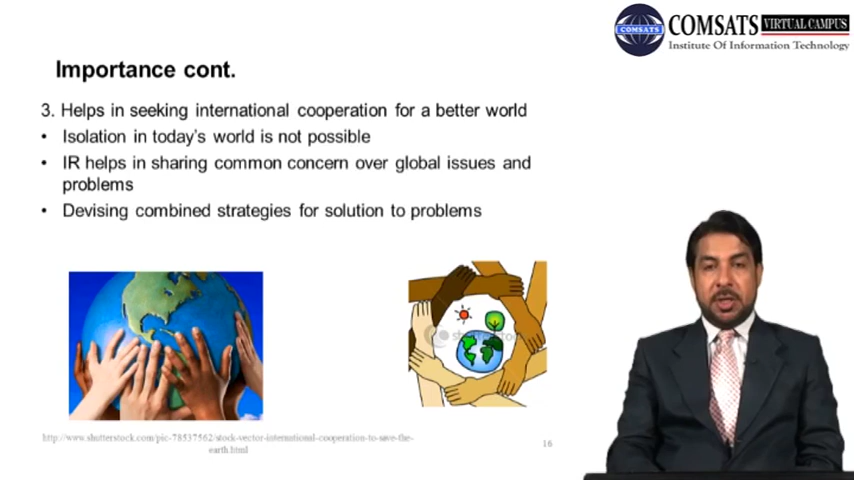 COMSATS VIRTUAL CAMPUS
COMSATS
Institute Of Information Technology
Importance cont.
3. Helps in seeking international cooperation for a better world
• Isolation in today's world is not possible
• IR helps in sharing common concern over global issues and
problems
• Devising combined strategies for solution to problems
http://www.shutterstock.com/pic-78537562/stock-vector-international-cooperation-to-save-the-
earth.html
16